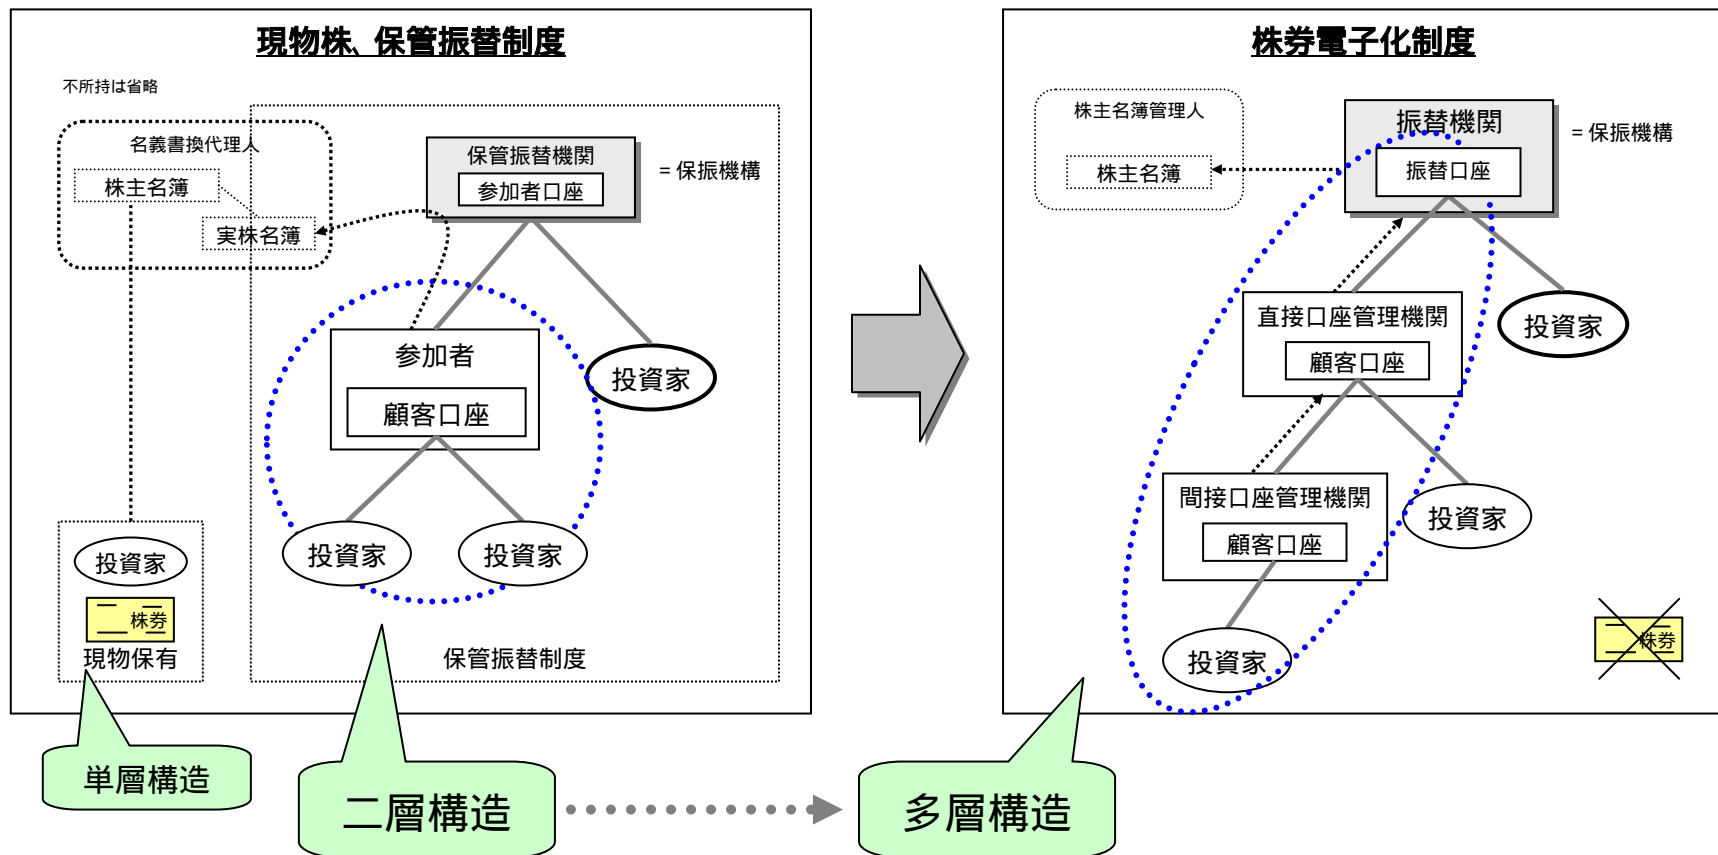 現物株、保管振替制度
不所持は省略
名義書換代理人
株主名簿
実株名簿
保管振替機関
参加者口座
= 保振機構
参加者
顧客口座
投資家
投資家
投資家
投資家
株券
現物保有
保管振替制度
単層構造
二層構造
株券電子化制度
株主名簿管理人
株主名簿
振替機関
振替口座
= 保振機構
直接口座管理機関
顧客口座
投資家
間接口座管理機関
顧客口座
投資家
投資家
株券
多層構造